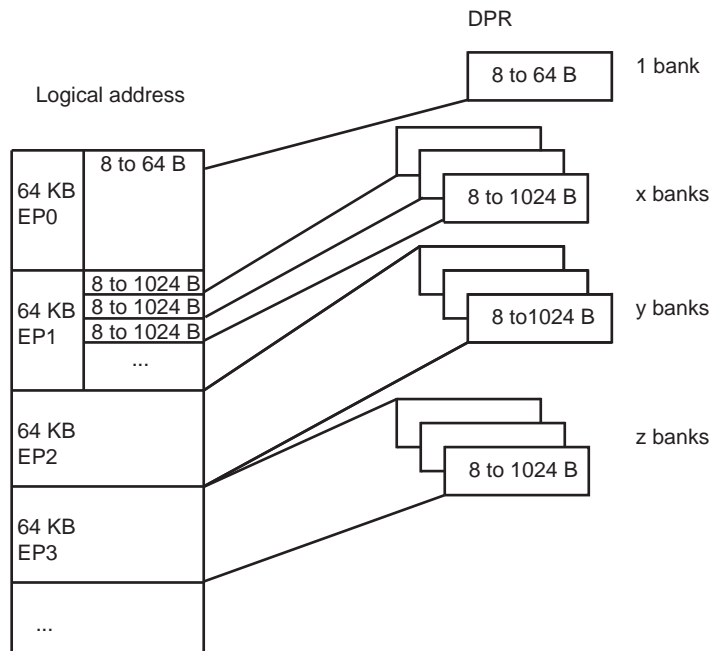 DPR
8 to 64 B
1 bank
Logical address
8 to 64 B
64 KB
EP0
8 to 1024 B
x banks
8 to 1024 B
8 to 1024 B
8 to 1024 B
...
64 KB
EP1
8 to1024 B
y banks
64 KB
EP2
8 to 1024 B
z banks
64 KB
EP3
...